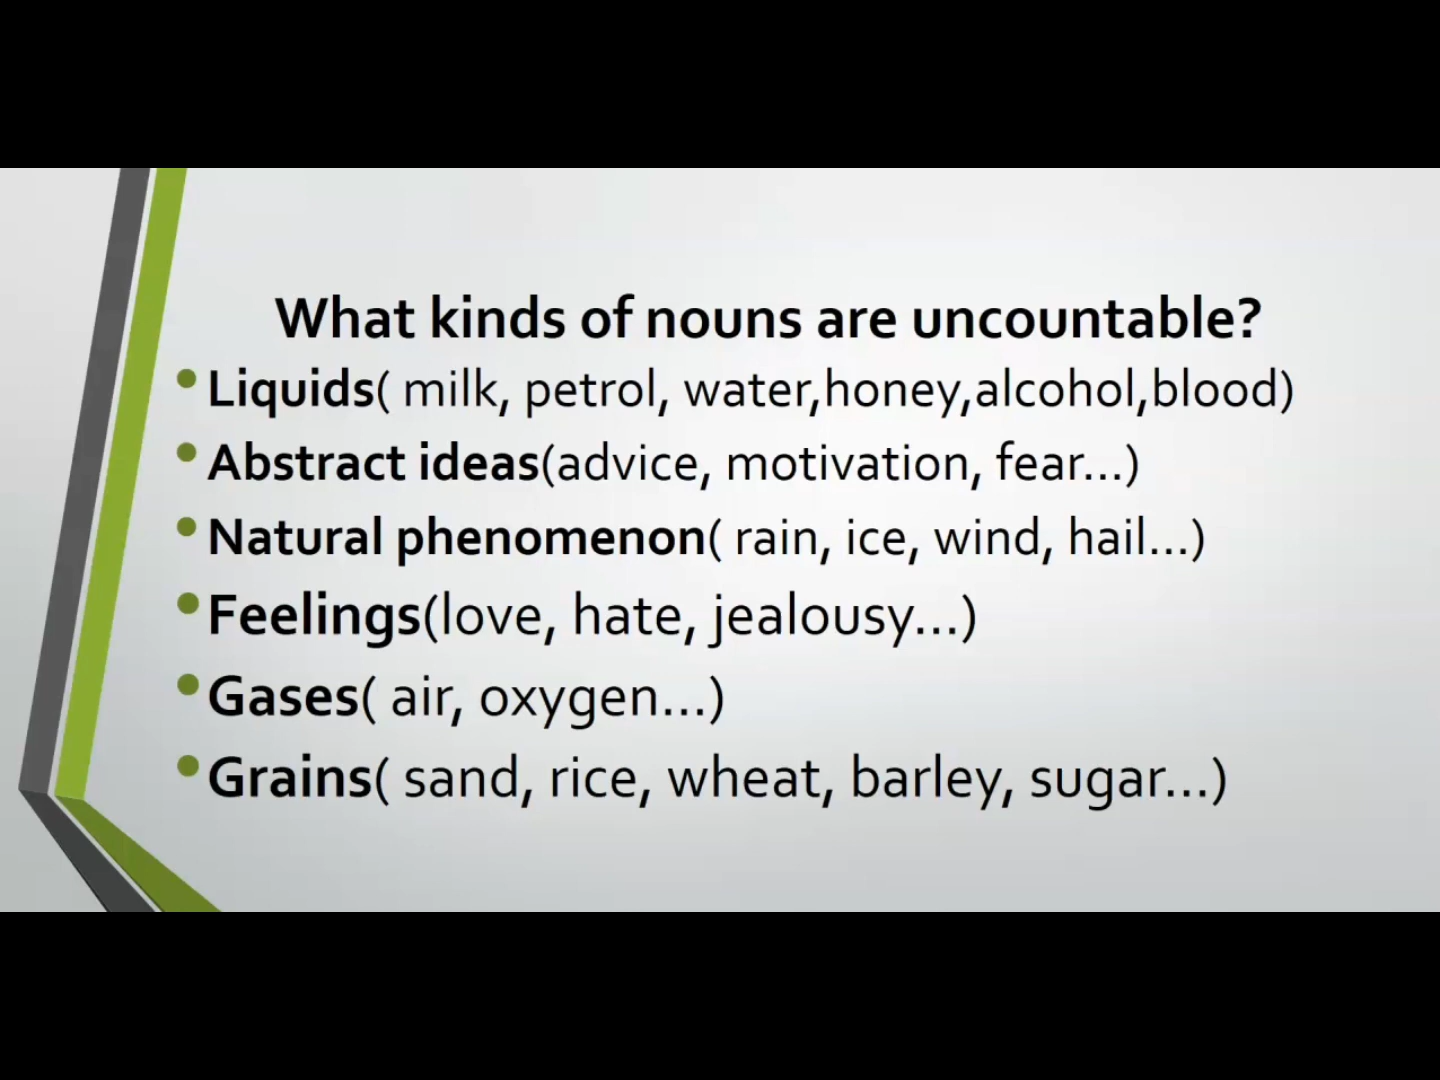 What kinds of nouns are uncountable?
• Liquids( milk, petrol, water,honey,alcohol,blood)
• Abstract ideas(advice, motivation, fear...)
• Natural phenomenon( rain, ice, wind, hail...)
• Feelings(love, hate, jealousy...)
• Gases( air, oxygen...)
• Grains( sand, rice, wheat, barley, sugar...)